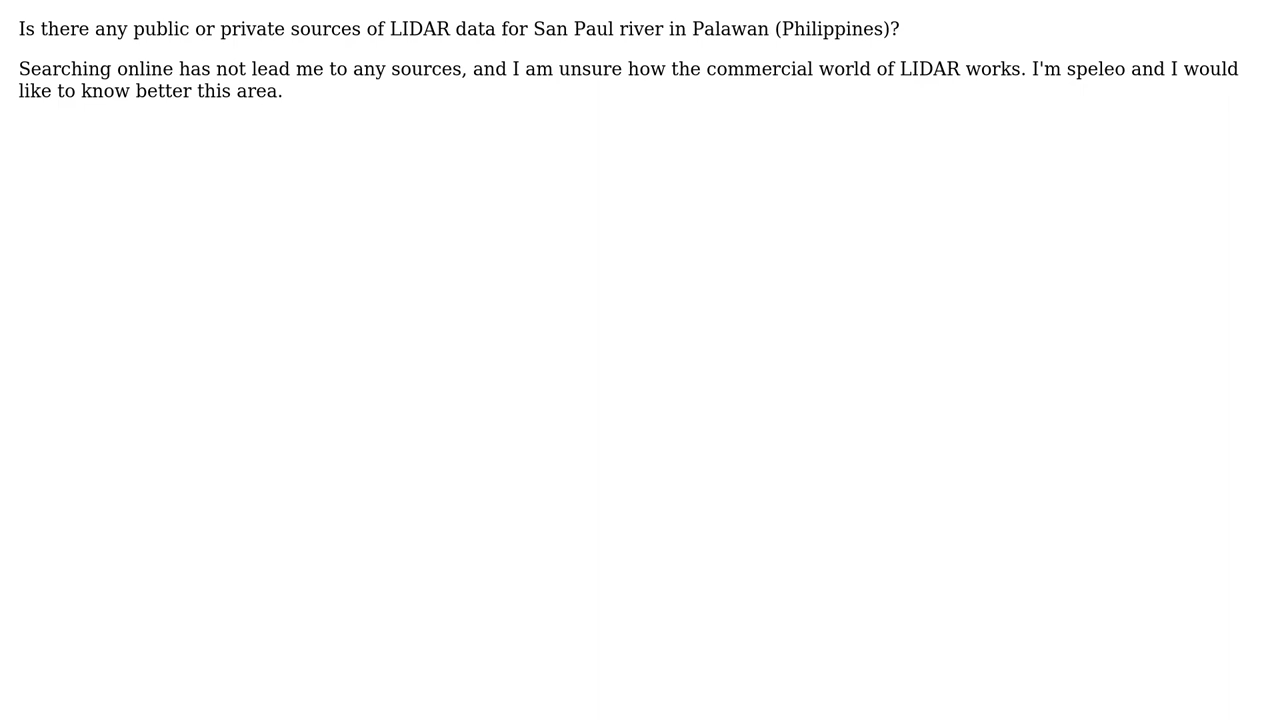 Is there any public or private sources of LIDAR data for San Paul river in Palawan (Philippines)?
Searching online has not lead me to any sources, and I am unsure how the commercial world of LIDAR works. I'm speleo and I would
like to know better this area.